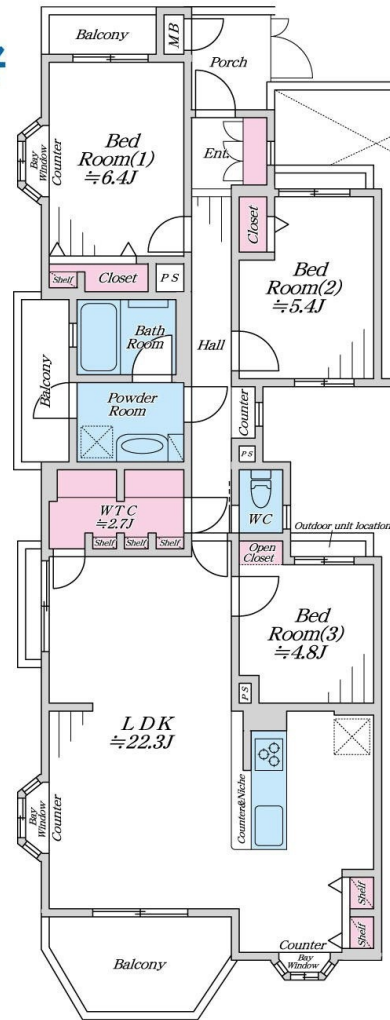 Balcony
MB
Porch
Bed
Room(1)
≒6.4J
Bay
Window
Counter
Ent.
Closet
Shelf
Closet
PS
Bed
Room(2)
≒5.4J
Bath
Room
Hall
Balcony
Powder
Room
Counter
PS
WTC
≒2.7J
WC
Shelf
Shelf
Shelf
Outdoor unit location
Open
Closet
Bed
Room(3)
≒4.8J
PS
LDK
≒22.3J
Counter&Niche
Bay
Window
Counter
Shelf
Shelf
Counter
Bay
Window
Balcony